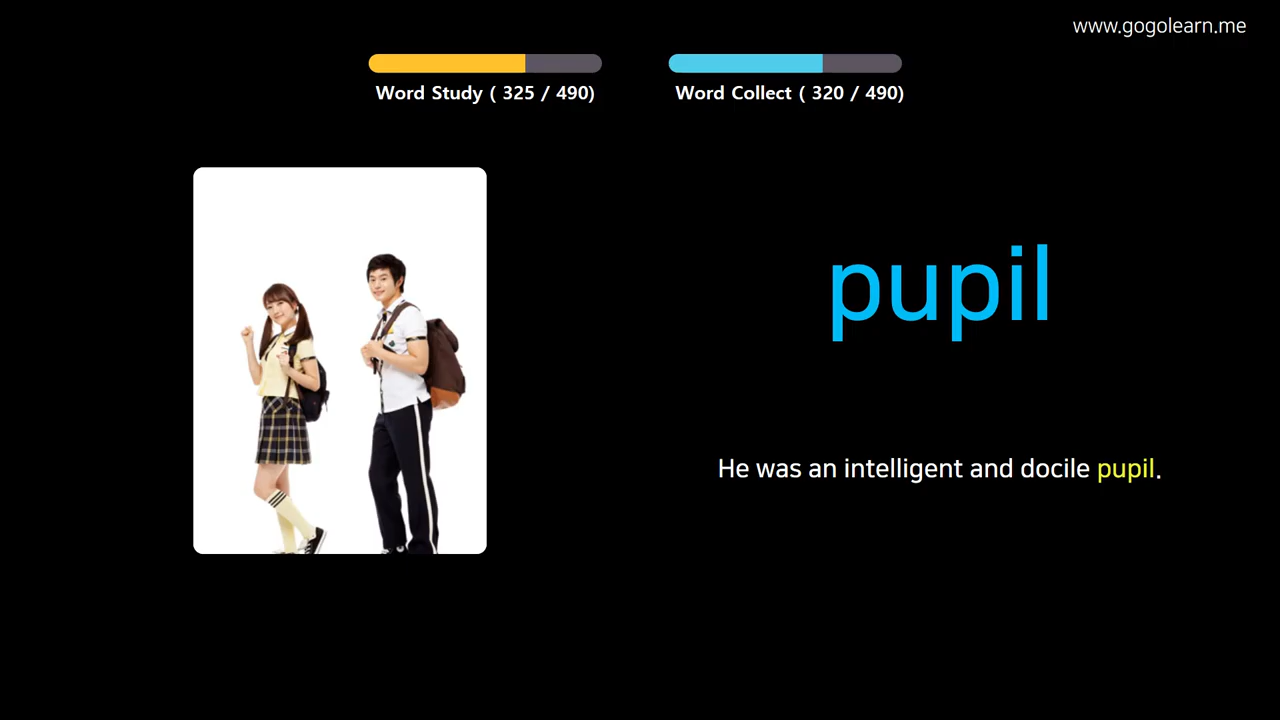 www.gogolearn.me
Word Study ( 325 / 490)
Word Collect ( 320 / 490)
pupil
He was an intelligent and docile pupil.